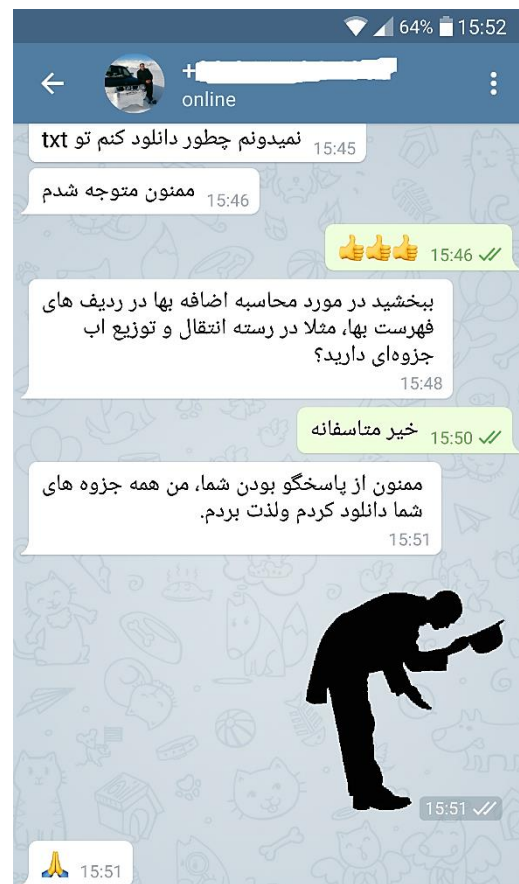 64% 15:52
+
online
نمیدونم چطور دانلود کنم تو txt 15:45
ممنون متوجه شدم 15:46
👍👍👍 15:46
ببخشید در مورد محاسبه اضافه بها در ردیف های
فهرست بها، مثلا در رسته انتقال و توزیع اب
جزوه‌ای دارید؟
15:48
خیر متاسفانه 15:50
ممنون از پاسخگو بودن شما، من همه جزوه های
شما دانلود کردم ولذت بردم.
15:51
15:51
🙏 15:51